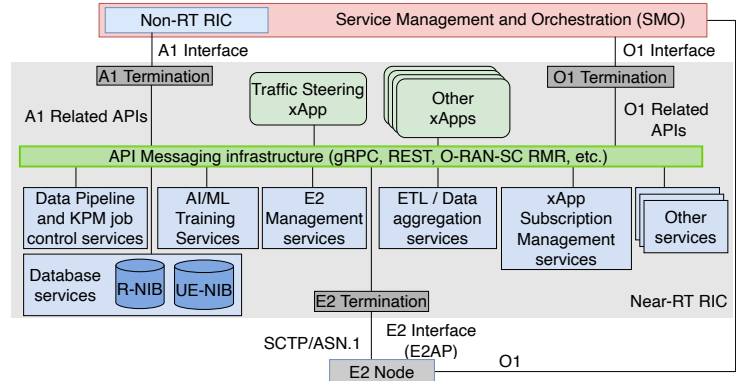 Non-RT RIC
Service Management and Orchestration (SMO)
A1 Interface
O1 Interface
A1 Termination
O1 Termination
Traffic Steering
xApp
Other
xApps
A1 Related APIs
O1 Related
APIs
API Messaging infrastructure (gRPC, REST, O-RAN-SC RMR, etc.)
Data Pipeline
and KPM job
control services
AI/ML
Training
Services
E2
Management
services
ETL / Data
aggregation
services
xApp
Subscription
Management
services
Other
services
Database
services
R-NIB
UE-NIB
E2 Termination
Near-RT RIC
SCTP/ASN.1
E2 Interface
(E2AP)
O1
E2 Node